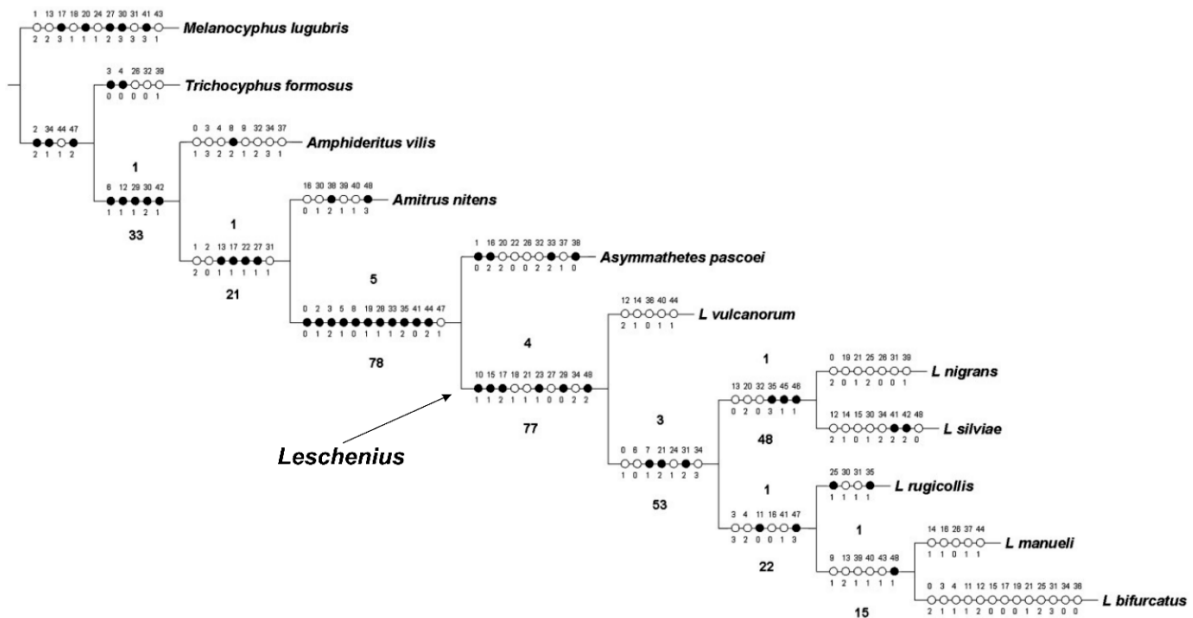 1 13 17 18 20 24 27 30 31 41 43
2 2 3 1 1 1 2 3 3 3 1
Melanocyphus lugubris
3 4 26 32 39
0 0 0 0 1
Trichocyphus formosus
2 34 44 47
2 1 1 2
0 3 4 8 9 32 34 37
1 3 2 2 1 2 3 1
Amphideritus vilis
1
6 12 29 30 42
1 1 1 2 1
33
16 30 38 39 40 48
0 1 2 1 1 3
Amitrus nitens
1
1 2 13 17 22 27 31
2 0 1 1 1 1 1
21
1 16 20 22 26 32 33 37 38
0 2 2 0 0 2 2 1 0
Asymmathetes pascoei
5
0 2 3 5 8 19 28 33 35 41 44 47
0 1 2 1 0 1 1 1 2 0 2 1
78
12 14 36 40 44
2 1 0 1 1
L vulcanorum
4
10 15 17 18 21 23 27 29 34 48
1 1 2 1 1 1 0 0 2 2
77
Leschenius
0 19 21 25 26 31 39
2 0 1 2 0 0 1
L nigrans
1
13 20 32 35 45 46
0 2 0 3 1 1
48
12 14 15 30 34 41 42 48
2 1 0 1 2 2 2 0
L silviae
3
0 6 7 21 24 31 34
1 0 1 2 1 2 3
53
25 30 31 35
1 1 1 1
L rugicollis
1
3 4 11 16 41 47
3 2 0 0 1 3
22
14 16 26 37 44
1 1 0 1 1
L manueli
1
9 13 39 40 43 48
1 2 1 1 1 1
15
0 3 4 11 12 15 17 19 21 25 31 34 36
2 1 1 1 2 0 0 0 1 2 3 0 0
L bifurcatus